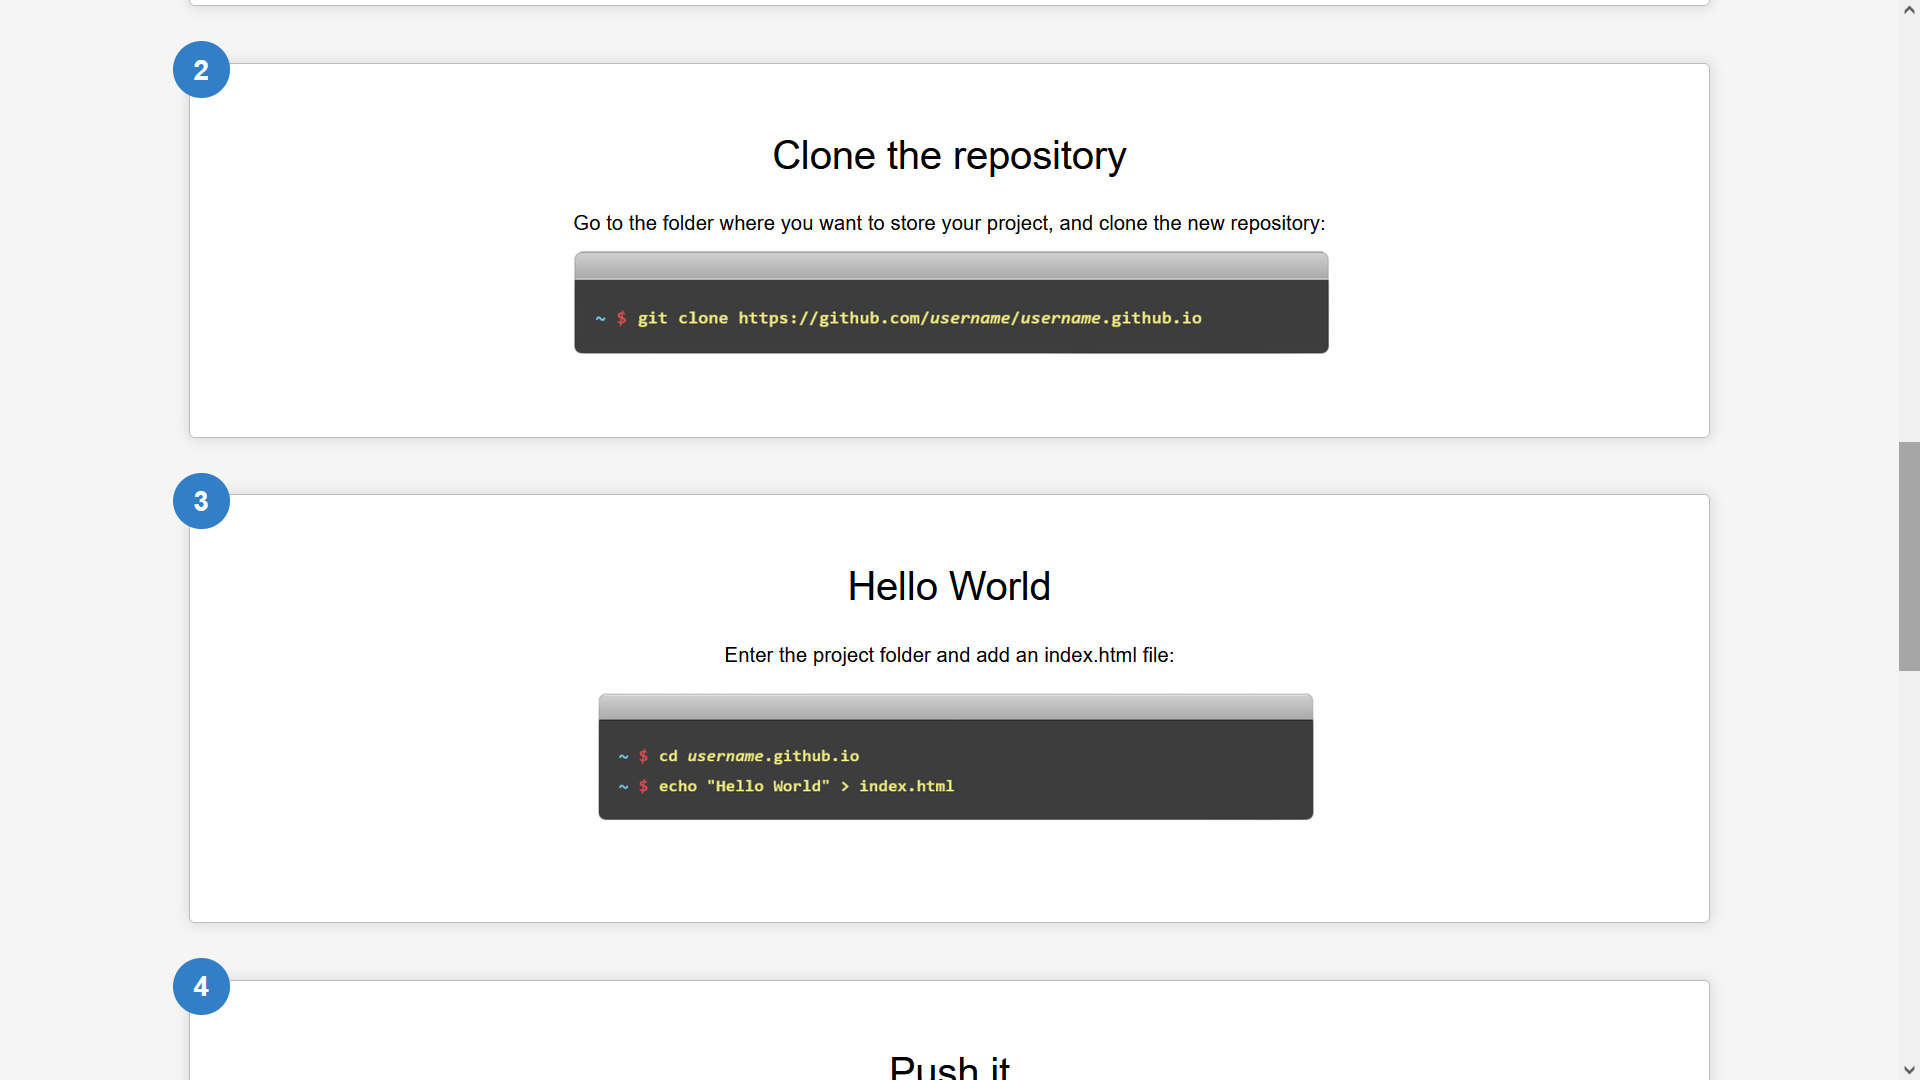 2
Clone the repository
Go to the folder where you want to store your project, and clone the new repository:
~ $ git clone https://github.com/username/username.github.io
3
Hello World
Enter the project folder and add an index.html file:
~ $ cd username.github.io
~ $ echo "Hello World" > index.html
4
Push it